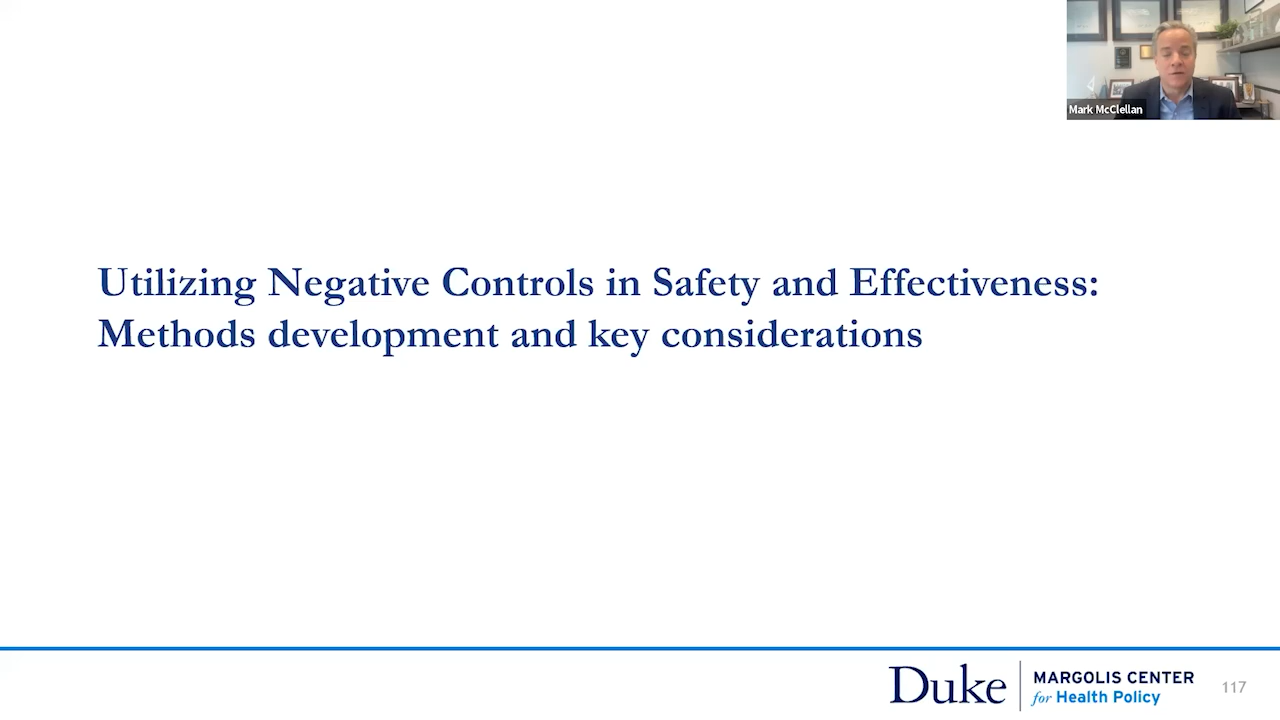 Mark McClellan
Utilizing Negative Controls in Safety and Effectiveness:
Methods development and key considerations
Duke
MARGOLIS CENTER
for Health Policy
117